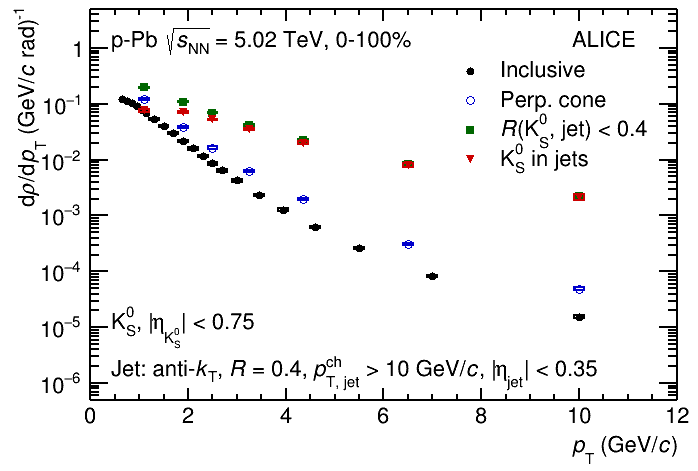 p-Pb √s_NN = 5.02 TeV, 0-100%
ALICE
Inclusive
Perp. cone
R(K⁰_S, jet) < 0.4
K⁰_S in jets
dρ/dp_T (GeV/c rad)⁻¹
1
10⁻¹
10⁻²
10⁻³
10⁻⁴
10⁻⁵
10⁻⁶
K⁰_S, |η_K⁰_S| < 0.75
Jet: anti-k_T, R = 0.4, p^ch_T, jet > 10 GeV/c, |η_jet| < 0.35
0 2 4 6 8 10 12
p_T (GeV/c)